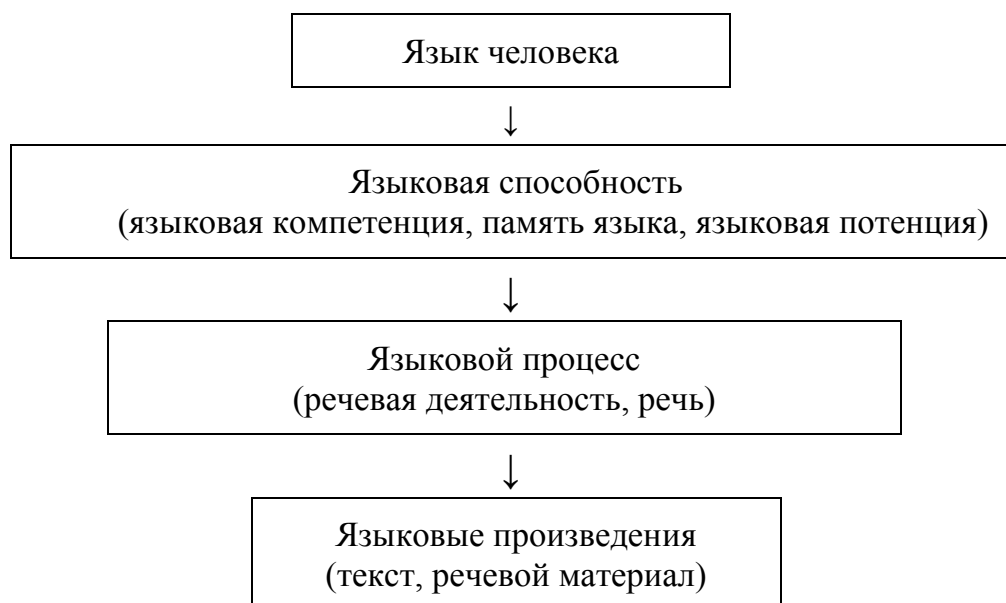 Язык человека
↓
Языковая способность
(языковая компетенция, память языка, языковая потенция)
↓
Языковой процесс
(речевая деятельность, речь)
↓
Языковые произведения
(текст, речевой материал)